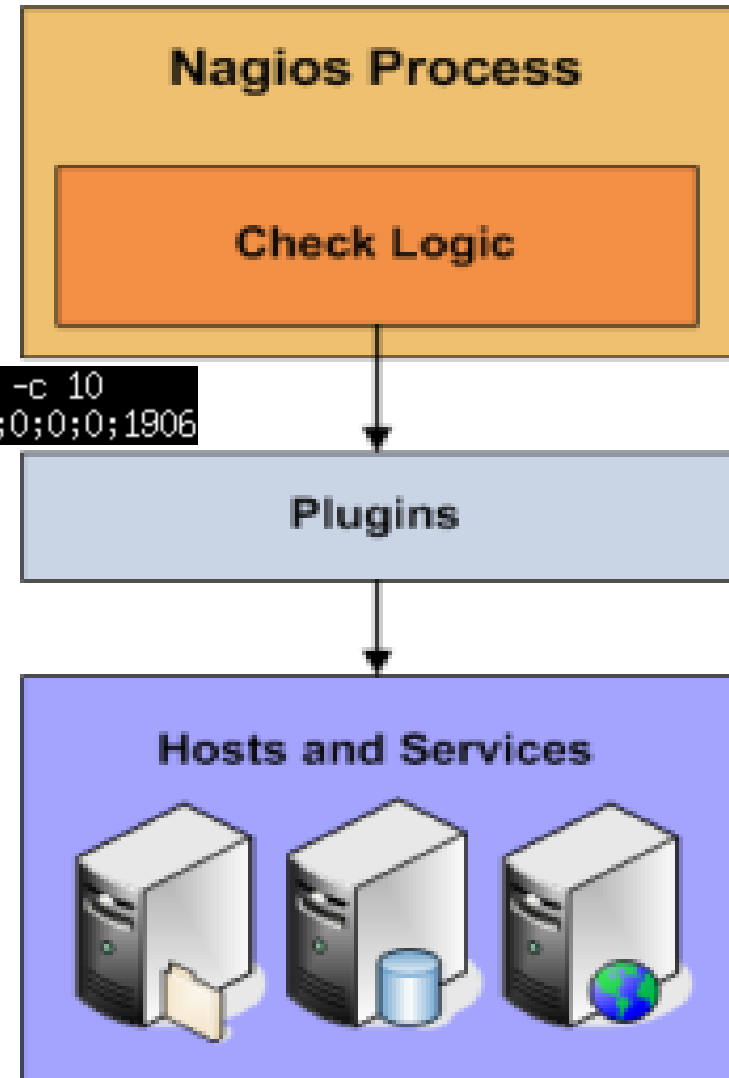 Nagios Process
Check Logic
-c 10
;0;0;0;1906
Plugins
Hosts and Services